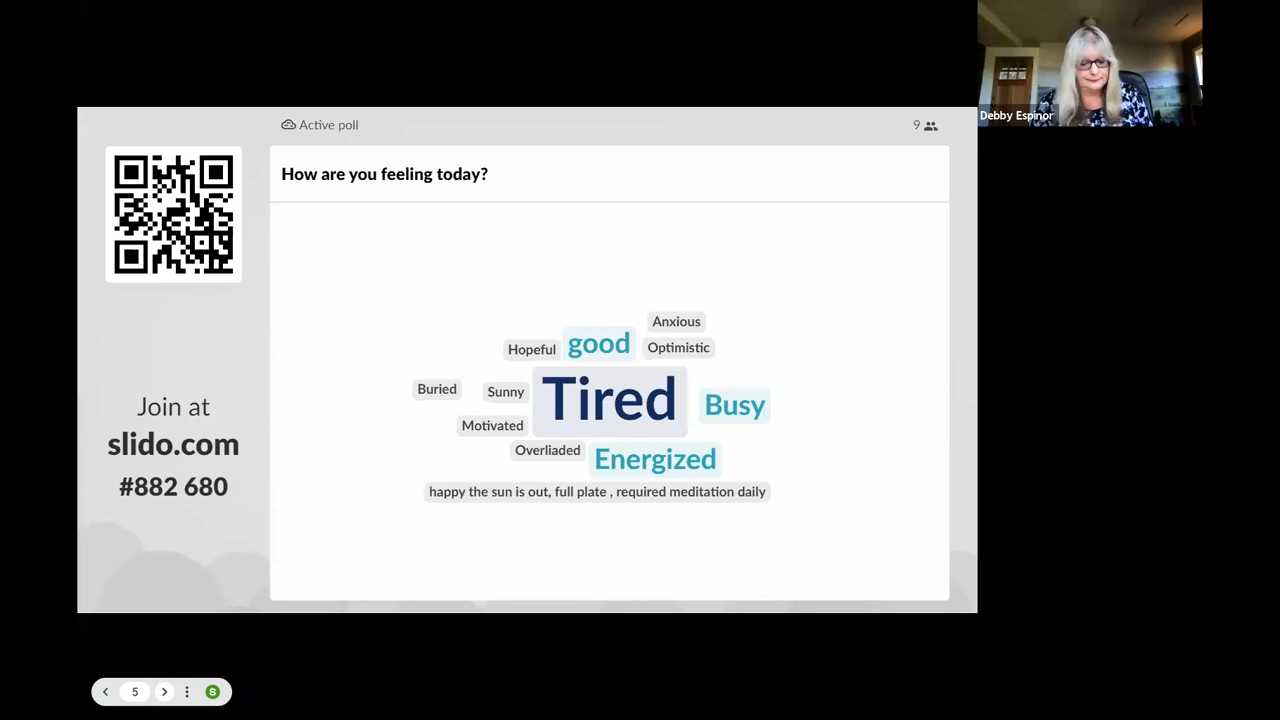 Active poll
9
How are you feeling today?
Anxious
Hopeful
good
Optimistic
Buried
Sunny
Tired
Busy
Motivated
Overliaded
Energized
happy the sun is out, full plate , required meditation daily
Join at
slido.com
#882 680
Debby Espinor
5
S